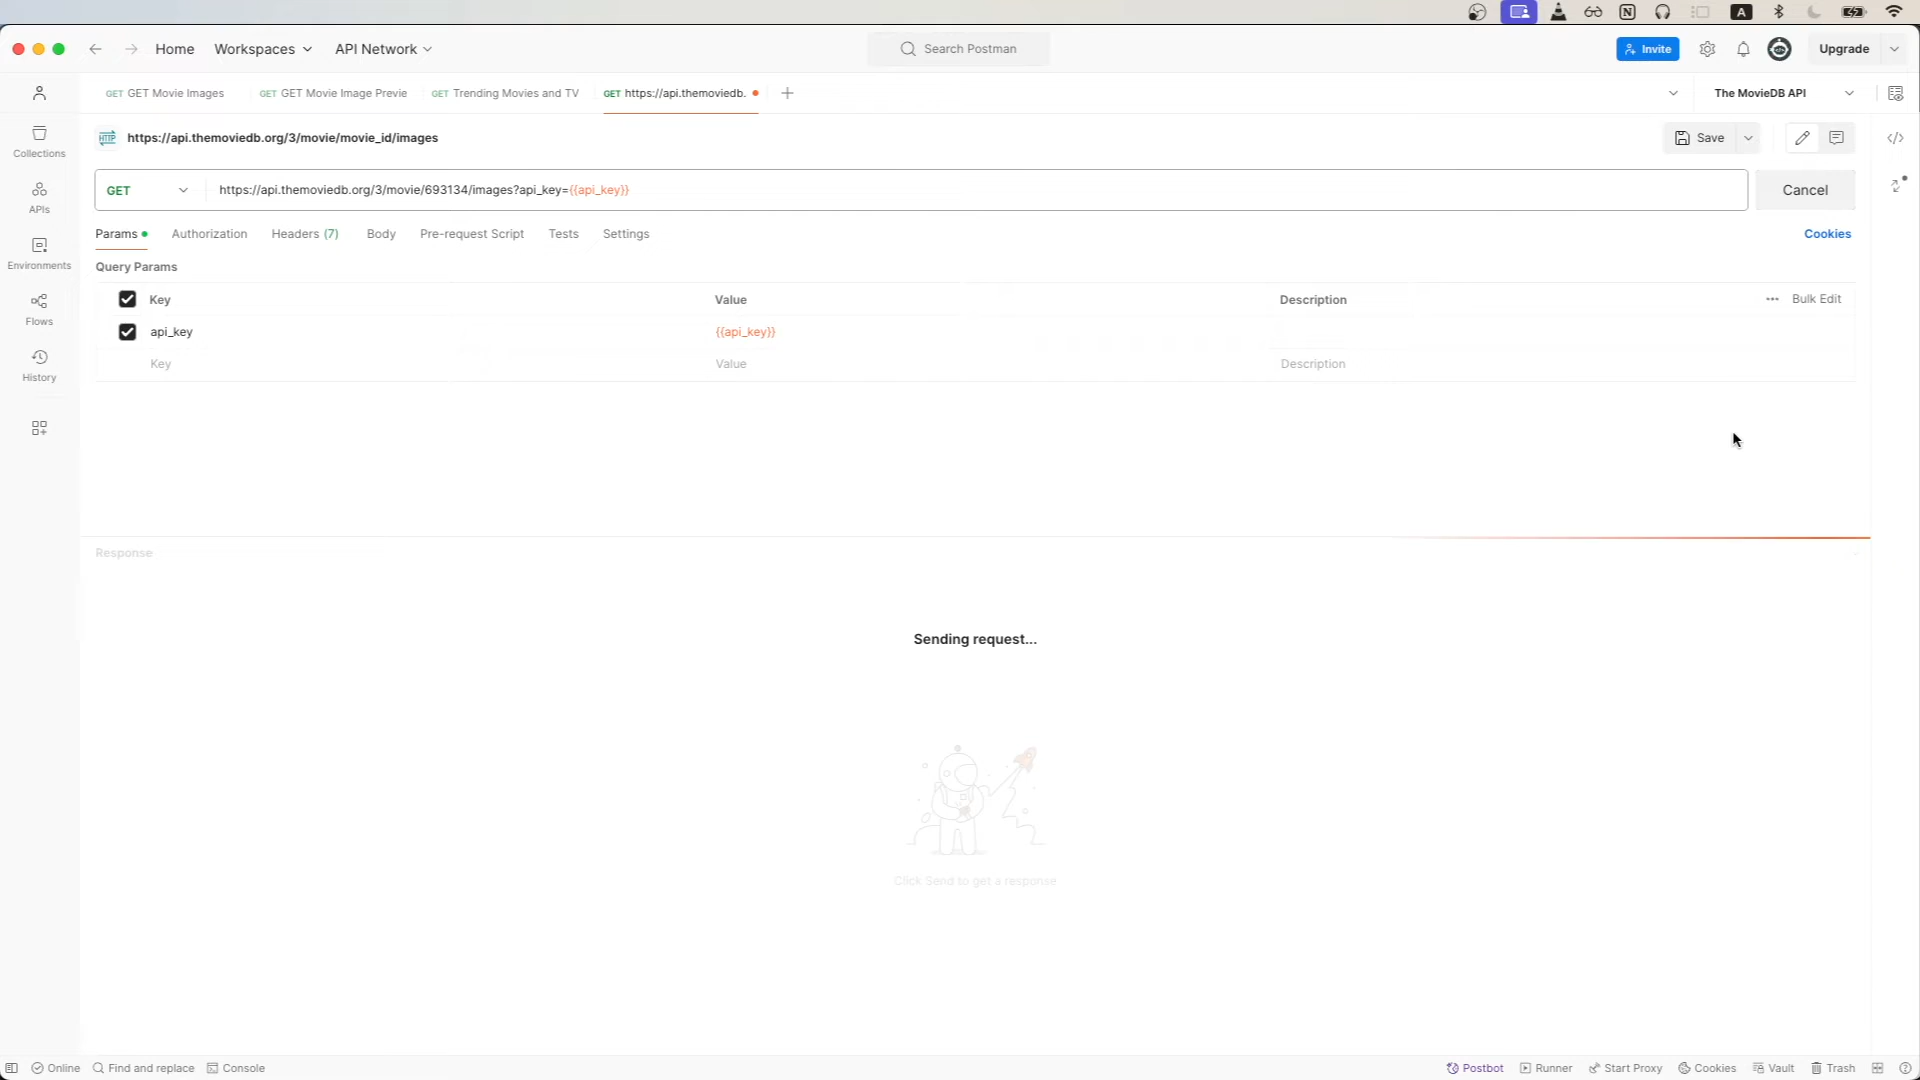 A
Home
Workspaces
API Network
Search Postman
Invite
Upgrade
GET GET Movie Images
GET GET Movie Image Previe
GET Trending Movies and TV
GET https://api.themoviedb.
The MovieDB API
HTTP https://api.themoviedb.org/3/movie/movie_id/images
Save
Collections
APIs
Environments
Flows
History
GET
https://api.themoviedb.org/3/movie/693134/images?api_key={{api_key}}
Cancel
Params
Authorization
Headers (7)
Body
Pre-request Script
Tests
Settings
Cookies
Query Params
Key
Value
Description
Bulk Edit
api_key
{{api_key}}
Key
Value
Description
Response
Sending request...
Click Send to get a response
Online
Find and replace
Console
Postbot
Runner
Start Proxy
Cookies
Vault
Trash